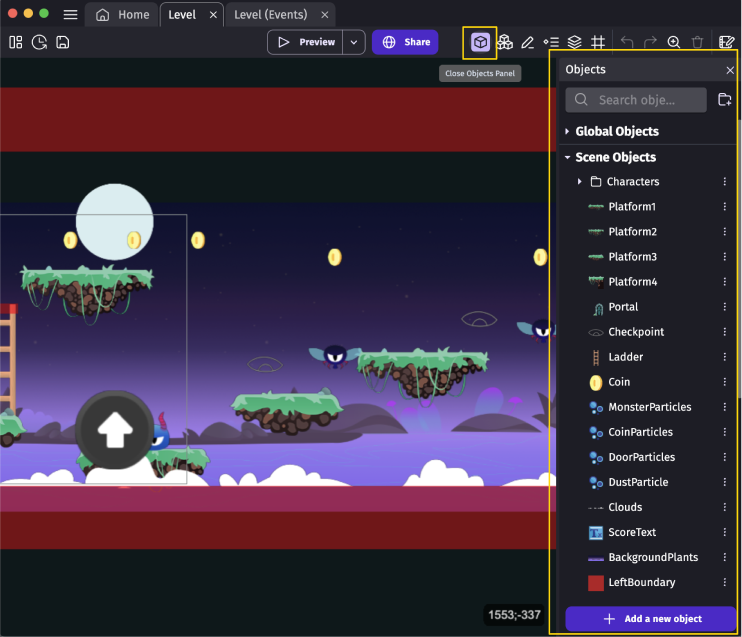 Home
Level
Level (Events)
Preview
Share
Close Objects Panel
Objects
Search obje...
Global Objects
Scene Objects
Characters
Platform1
Platform2
Platform3
Platform4
Portal
Checkpoint
Ladder
Coin
MonsterParticles
CoinParticles
DoorParticles
DustParticle
Clouds
ScoreText
BackgroundPlants
LeftBoundary
1553;-337
Add a new object